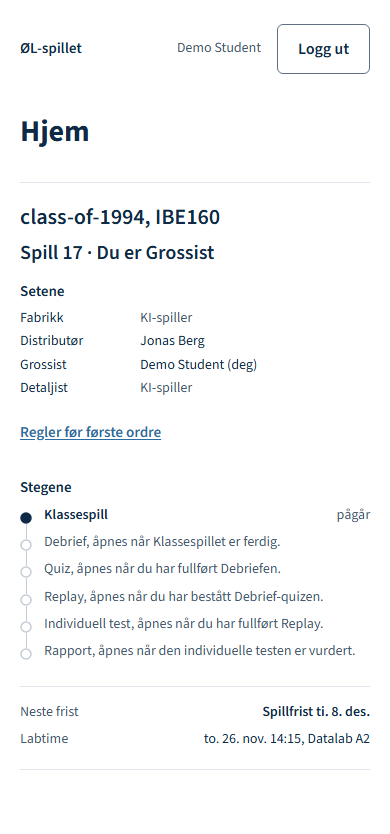 ØL-spillet
Demo Student
Logg ut
Hjem
class-of-1994, IBE160
Spill 17 · Du er Grossist
Setene
Fabrikk KI-spiller
Distributør Jonas Berg
Grossist Demo Student (deg)
Detaljist KI-spiller
Regler før første ordre
Stegene
Klassespill pågår
Debrief, åpnes når Klassespillet er ferdig.
Quiz, åpnes når du har fullført Debriefen.
Replay, åpnes når du har bestått Debrief-quizen.
Individuell test, åpnes når du har fullført Replay.
Rapport, åpnes når den individuelle testen er vurdert.
Neste frist Spillfrist ti. 8. des.
Labtime to. 26. nov. 14:15, Datalab A2